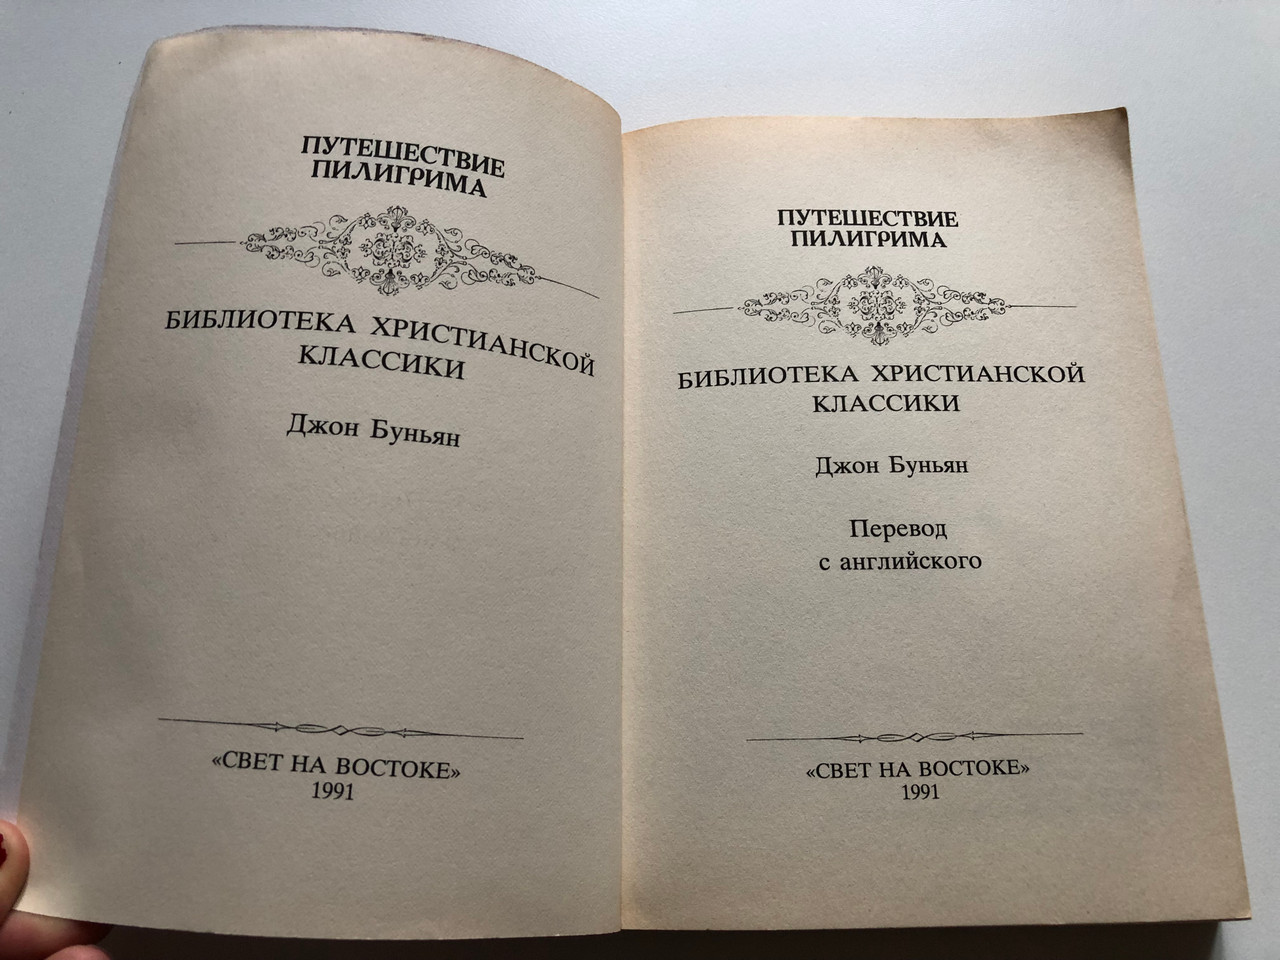 ПУТЕШЕСТВИЕ
ПИЛИГРИМА
БИБЛИОТЕКА ХРИСТИАНСКОЙ
КЛАССИКИ
Джон Буньян
«СВЕТ НА ВОСТОКЕ»
1991
ПУТЕШЕСТВИЕ
ПИЛИГРИМА
БИБЛИОТЕКА ХРИСТИАНСКОЙ
КЛАССИКИ
Джон Буньян
Перевод
с английского
«СВЕТ НА ВОСТОКЕ»
1991